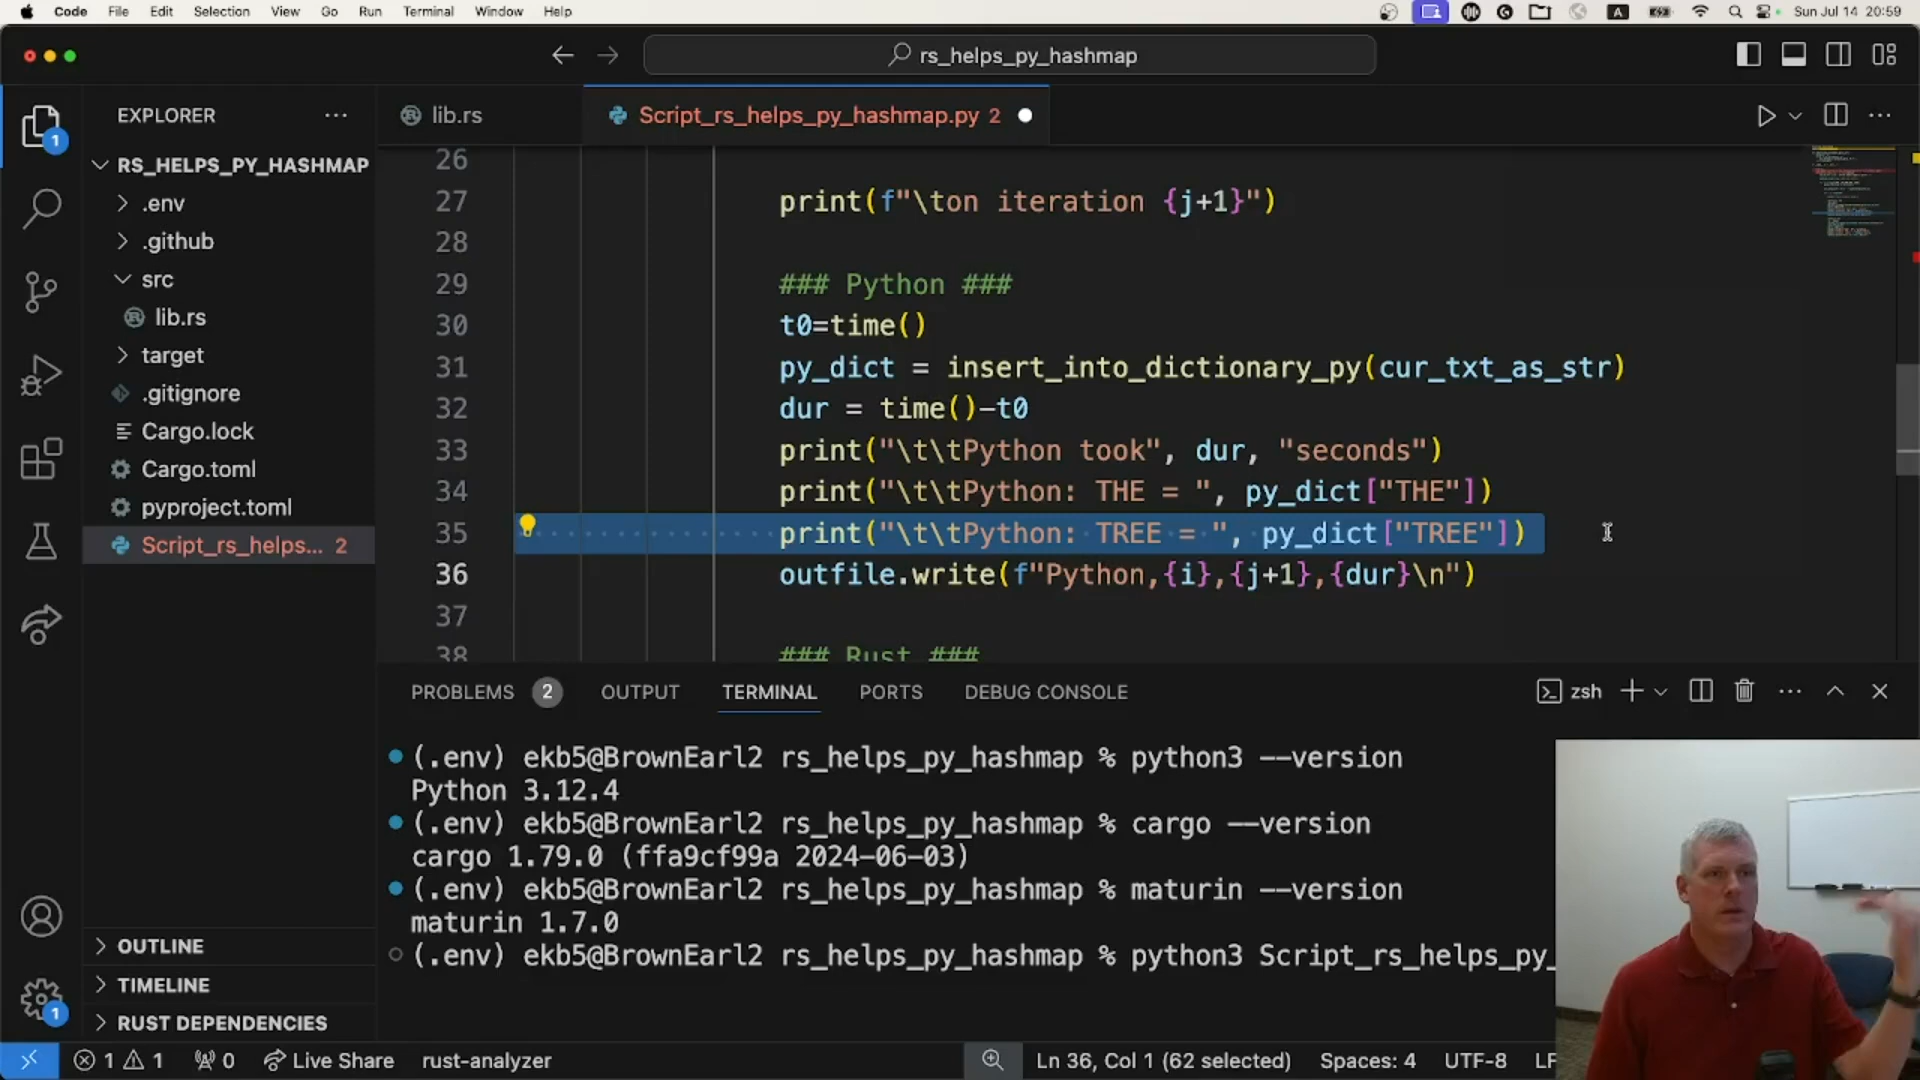 Code File Edit Selection View Go Run Terminal Window Help
A
Sun Jul 14 20:59
rs_helps_py_hashmap
EXPLORER
RS_HELPS_PY_HASHMAP
.env
.github
src
lib.rs
target
.gitignore
Cargo.lock
Cargo.toml
pyproject.toml
Script_rs_helps... 2
OUTLINE
TIMELINE
RUST DEPENDENCIES
1
1
lib.rs
Script_rs_helps_py_hashmap.py 2
26
27 print(f"\ton iteration {j+1}")
28
29 ### Python ###
30 t0=time()
31 py_dict = insert_into_dictionary_py(cur_txt_as_str)
32 dur = time()-t0
33 print("\t\tPython took", dur, "seconds")
34 print("\t\tPython: THE = ", py_dict["THE"])
35 print("\t\tPython: TREE = ", py_dict["TREE"])
36 outfile.write(f"Python,{i},{j+1},{dur}\n")
37
38 ### Rust ###
PROBLEMS 2 OUTPUT TERMINAL PORTS DEBUG CONSOLE
zsh
(.env) ekb5@BrownEarl2 rs_helps_py_hashmap % python3 --version
Python 3.12.4
(.env) ekb5@BrownEarl2 rs_helps_py_hashmap % cargo --version
cargo 1.79.0 (ffa9cf99a 2024-06-03)
(.env) ekb5@BrownEarl2 rs_helps_py_hashmap % maturin --version
maturin 1.7.0
(.env) ekb5@BrownEarl2 rs_helps_py_hashmap % python3 Script_rs_helps_py_
1 1 0 Live Share rust-analyzer Ln 36, Col 1 (62 selected) Spaces: 4 UTF-8 LF